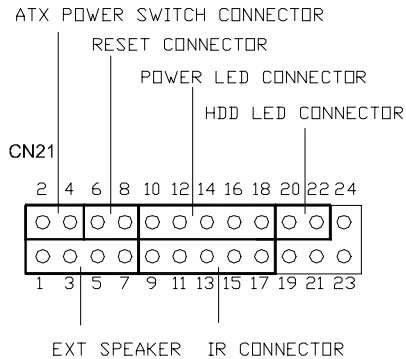 ATX POWER SWITCH CONNECTOR
RESET CONNECTOR
POWER LED CONNECTOR
HDD LED CONNECTOR
CN21
2 4 6 8 10 12 14 16 18 20 22 24
1 3 5 7 9 11 13 15 17 19 21 23
EXT SPEAKER IR CONNECTOR